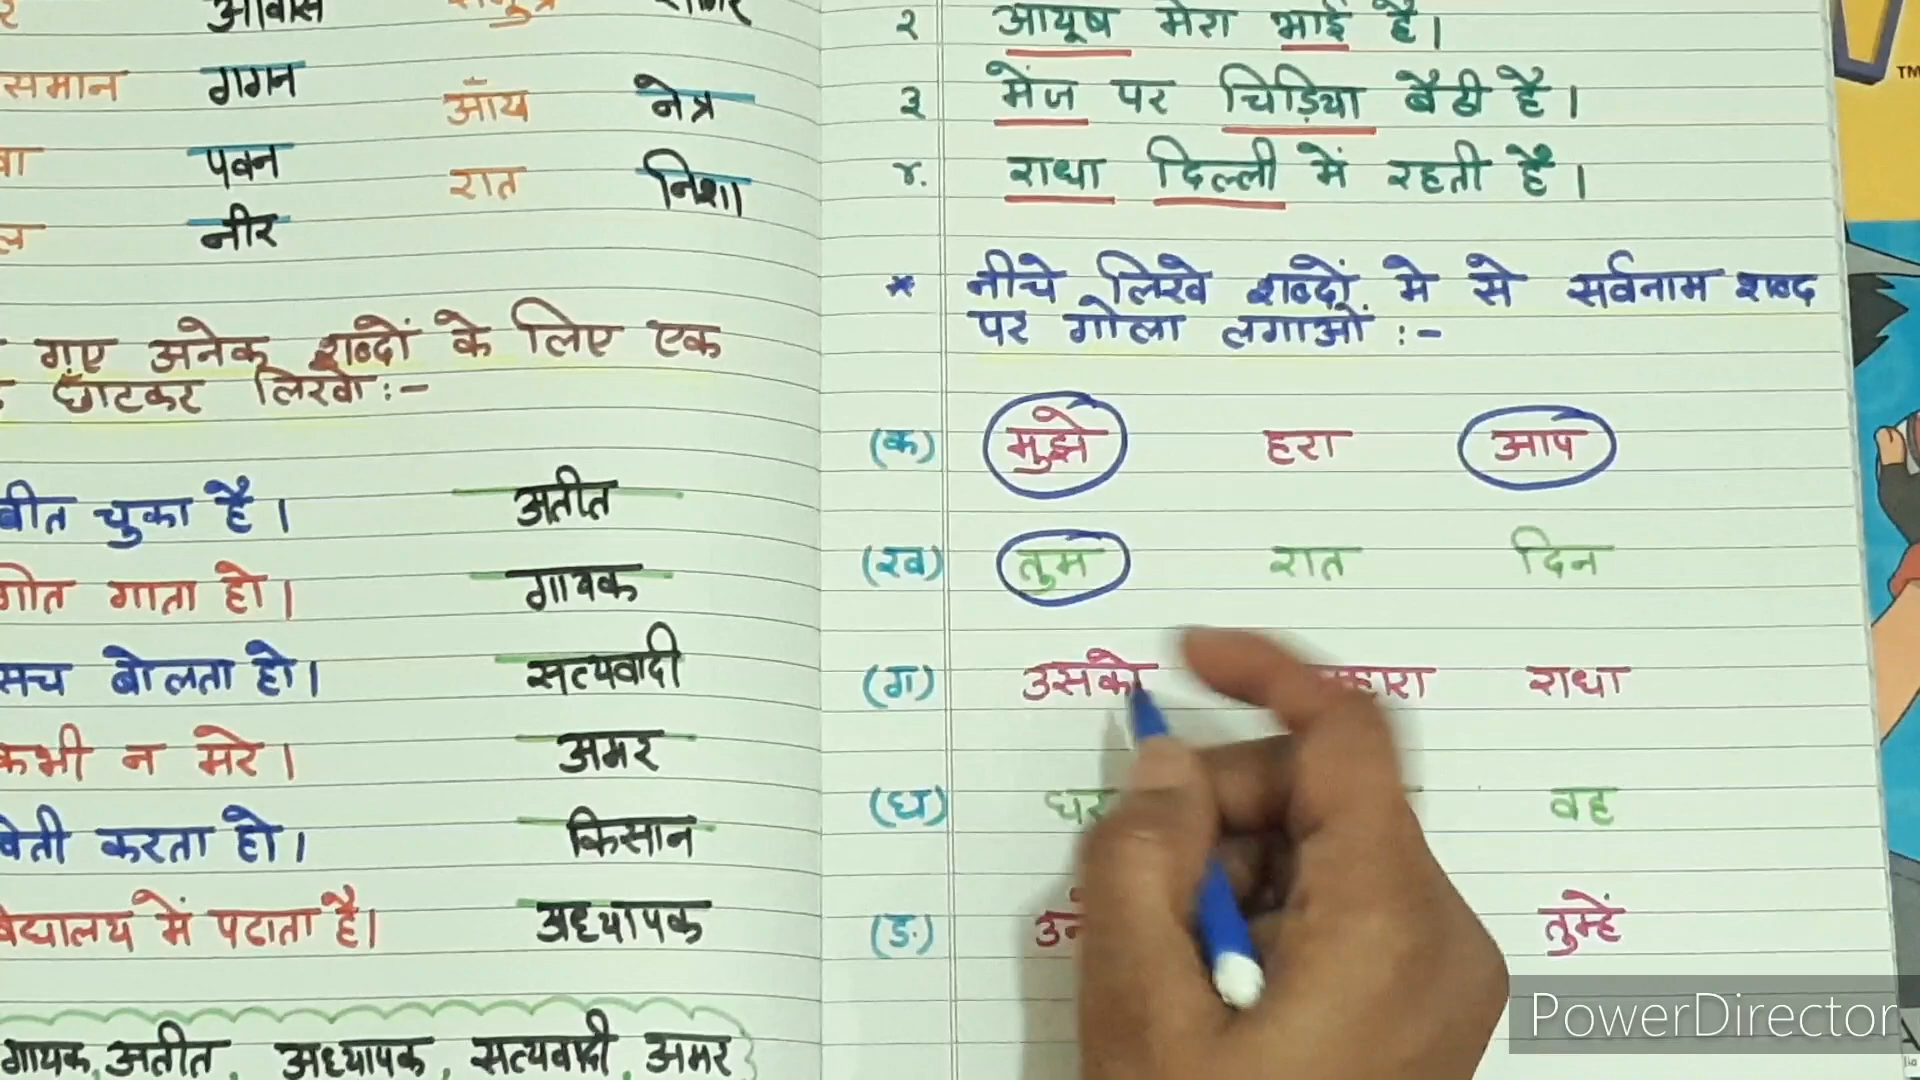 आवास
समान गगन आँय नेत्र
पवन रात निशा
नीर
गए अनेक शब्दों के लिए एक
छाँटकर लिखो:-
बीत चुका है। अतीत
गीत गाता हो। गायक
सच बोलता हो। सत्यवादी
कभी न मरे। अमर
खेती करता हो। किसान
विद्यालय में पढाता है। अध्यापक
गायक, अतीत, अध्यापक, सत्यवादी, अमर
२ आयूष मेरा भाई है।
३ मेंज पर चिड़िया बैठी है।
४. राधा दिल्ली में रहती है।
* नीचे लिखे शब्दों मे से सर्वनाम शब्द
पर गोला लगाओं :-
(क) मुझे हरा आप
(ख) तुम रात दिन
(ग) उसको राधा
(घ) घर वह
(ङ) तुम्हें
PowerDirector
TM